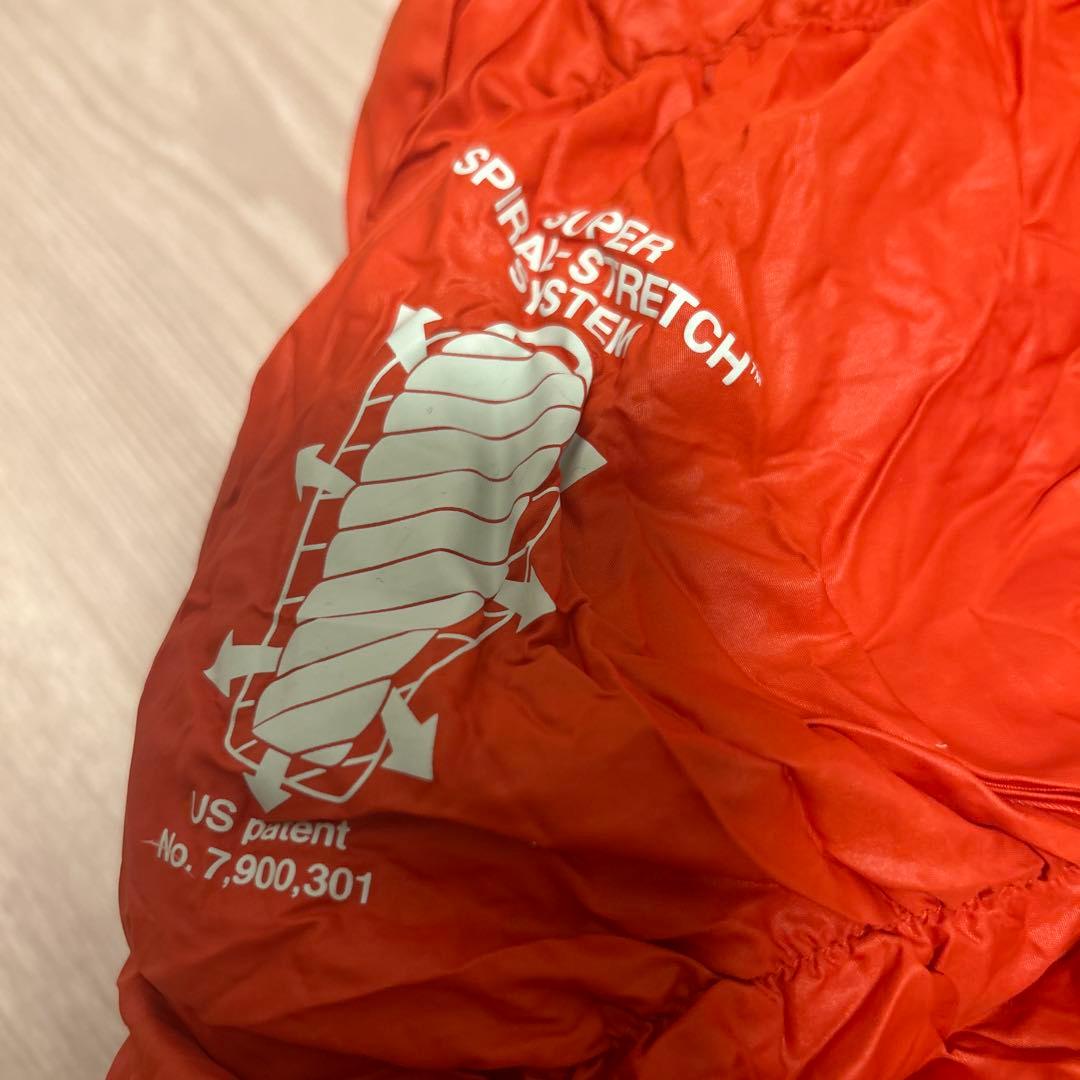 SUPER
SPIRAL-STRETCH™
SYSTEM
US patent
No. 7,900,301